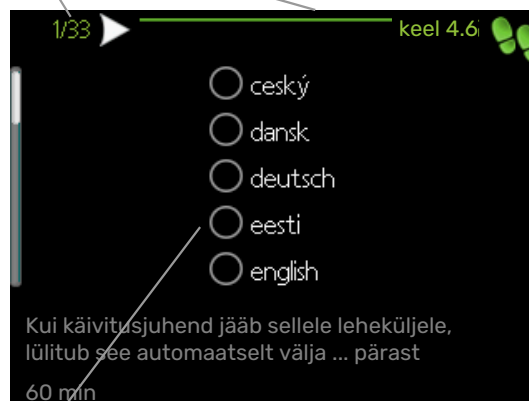 1/33
keel 4.6
ceský
dansk
deutsch
eesti
english
Kui käivitusjuhend jääb sellele leheküljele,
lülitub see automaatselt välja ... pärast
60 min